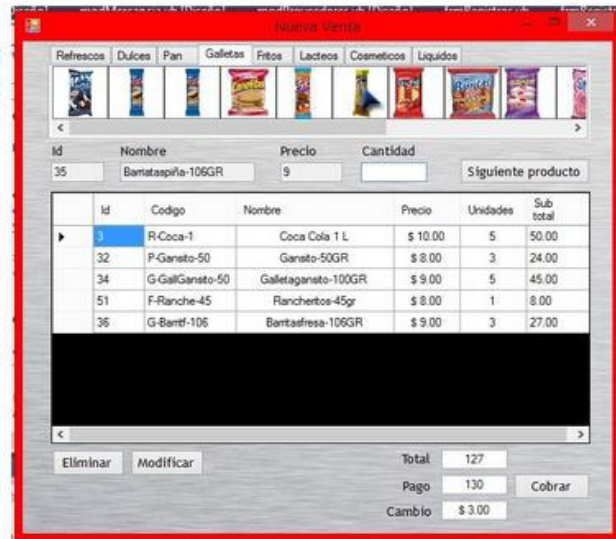 Nueva Venta
Refrescos Dulces Pan Galletas Fritos Lacteos Cosmeticos Liquidos
Id Nombre Precio Cantidad
35 Barritaspiña-106GR 9 Siguiente producto
Id Codigo Nombre Precio Unidades Sub total
3 R-Coca-1 Coca Cola 1 L $ 10.00 5 50.00
32 P-Gansito-50 Gansito-50GR $ 8.00 3 24.00
34 G-GallGansito-50 Galletagansito-100GR $ 9.00 5 45.00
51 F-Ranche-45 Rancheritos-45gr $ 8.00 1 8.00
36 G-Barritf-106 Barritasfresa-106GR $ 9.00 3 27.00
Eliminar Modificar Total 127
Pago 130 Cobrar
Cambio $ 3.00